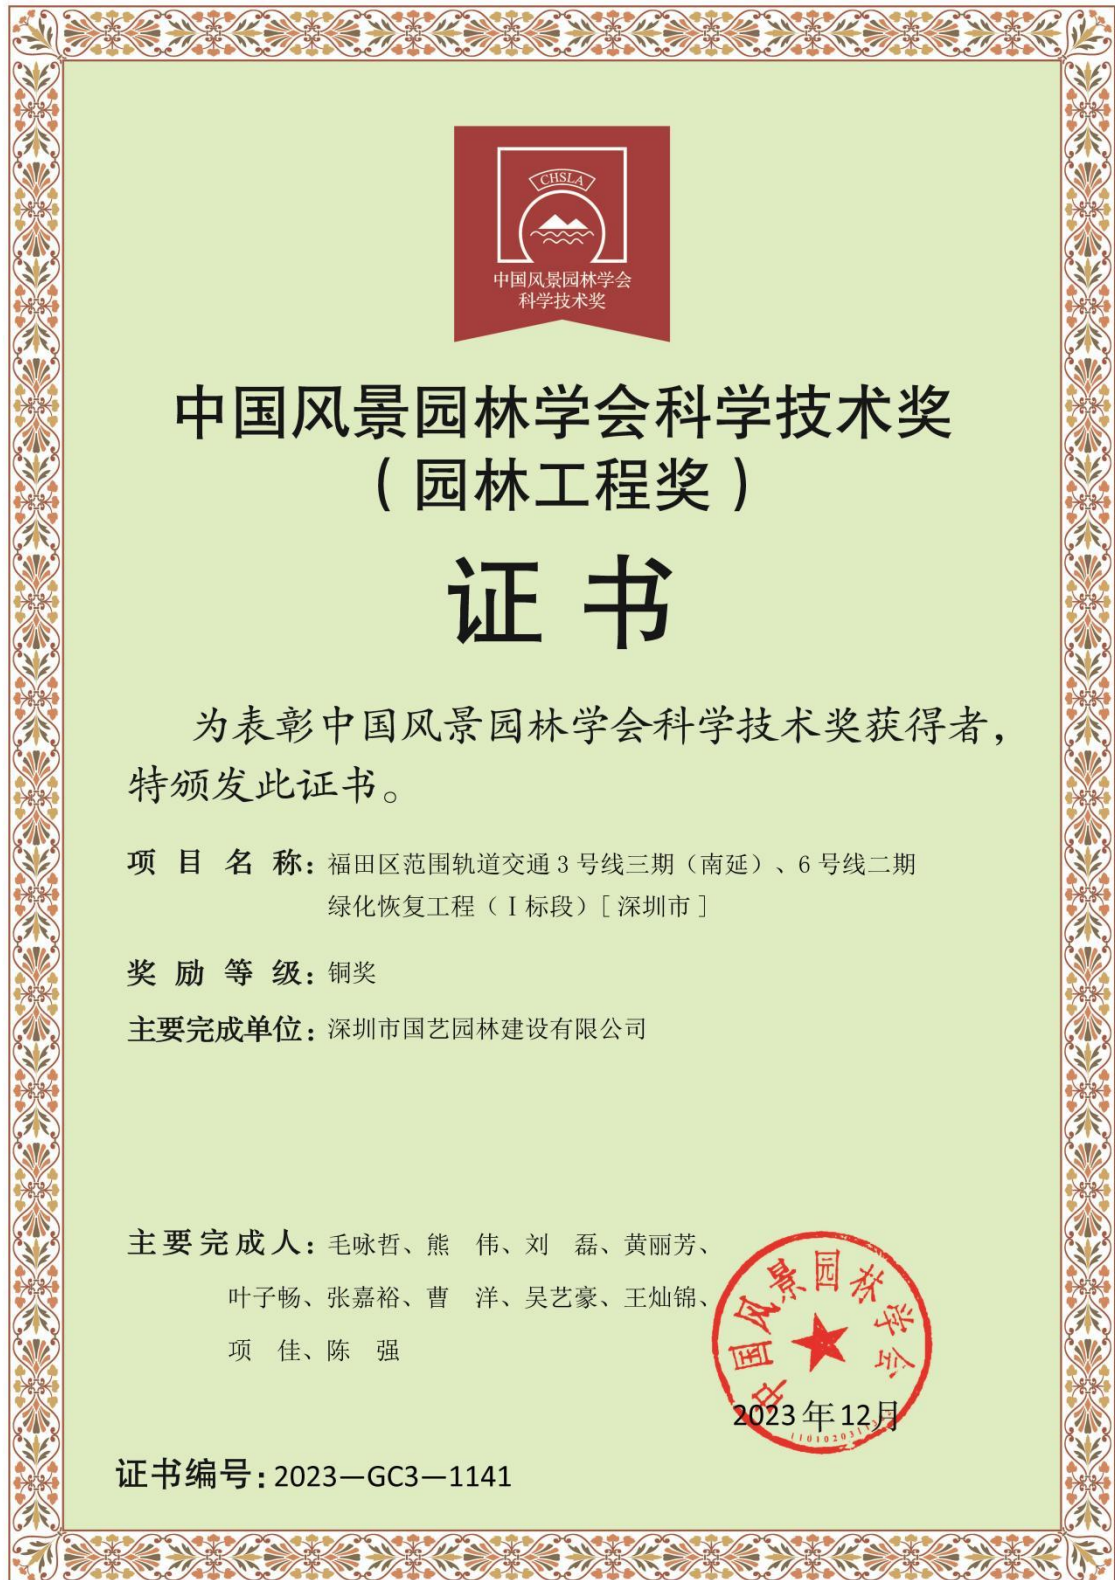 CHSLA
中国风景园林学会
科学技术奖
中国风景园林学会科学技术奖
（园林工程奖）
证 书
为表彰中国风景园林学会科学技术奖获得者，
特颁发此证书。
项 目 名 称：福田区范围轨道交通 3 号线三期（南延）、6 号线二期
绿化恢复工程（Ⅰ标段）[ 深圳市 ]
奖 励 等 级：铜奖
主要完成单位：深圳市国艺园林建设有限公司
主要完成人：毛咏哲、熊　伟、刘　磊、黄丽芳、
叶子畅、张嘉裕、曹　洋、吴艺豪、王灿锦、
项　佳、陈　强
中国风景园林学会
2023 年 12月
证书编号：2023—GC3—1141